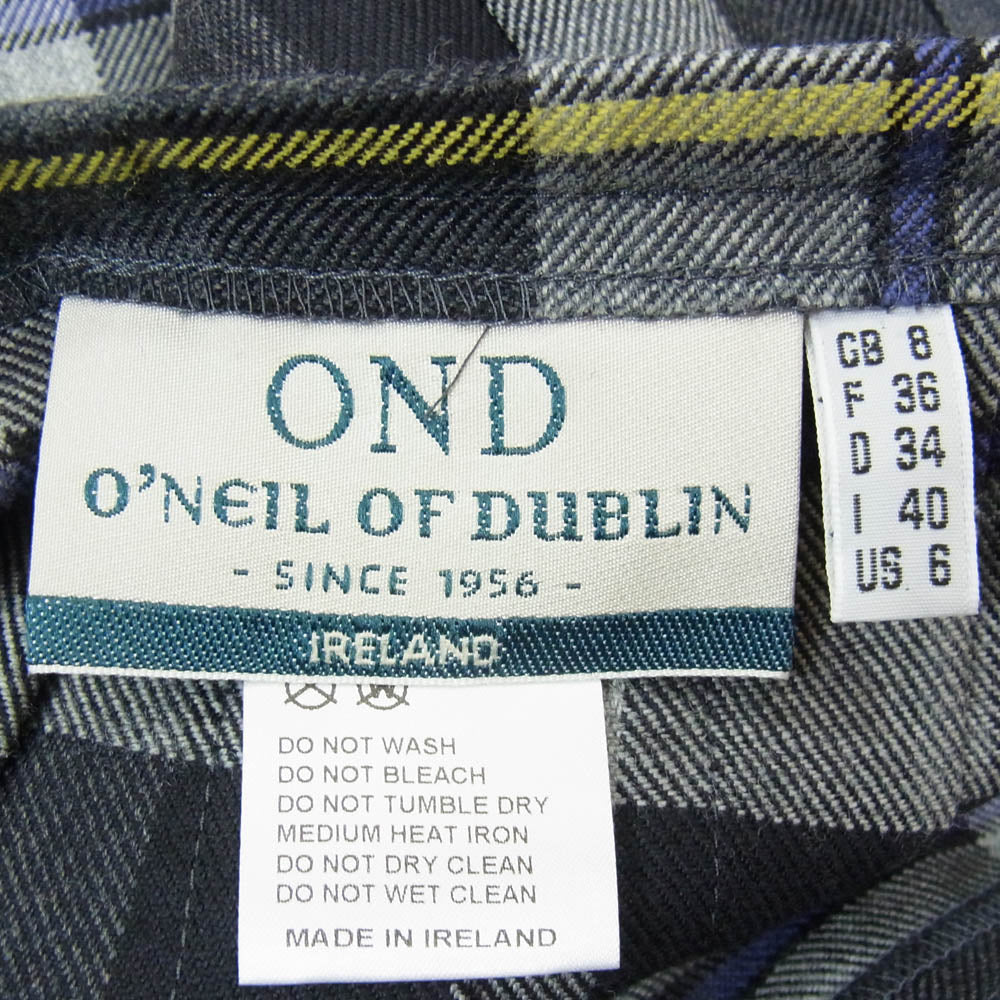 OND
O'NEIL OF DUBLIN
- SINCE 1956 -
IRELAND
GB 8
F 36
D 34
I 40
US 6
DO NOT WASH
DO NOT BLEACH
DO NOT TUMBLE DRY
MEDIUM HEAT IRON
DO NOT DRY CLEAN
DO NOT WET CLEAN
MADE IN IRELAND